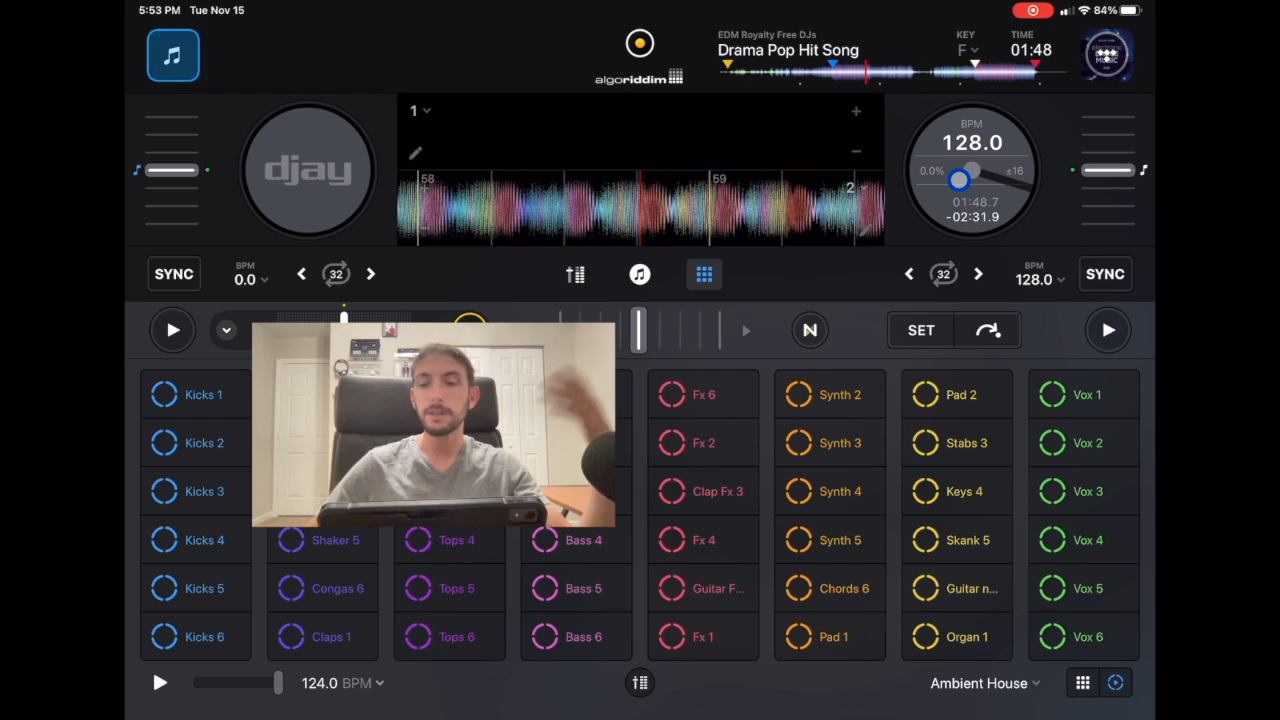 5:53 PM Tue Nov 15
84%
EDM Royalty Free DJs
Drama Pop Hit Song
KEY
F
TIME
01:48
algoriddim
djay
1
58
59
2
BPM
128.0
0.0%
±16
01:48.7
-02:31.9
SYNC
BPM
0.0
32
32
BPM
128.0
SYNC
SET
Kicks 1
Fx 6
Synth 2
Pad 2
Vox 1
Kicks 2
Fx 2
Synth 3
Stabs 3
Vox 2
Kicks 3
Clap Fx 3
Synth 4
Keys 4
Vox 3
Kicks 4
Shaker 5
Tops 4
Bass 4
Fx 4
Synth 5
Skank 5
Vox 4
Kicks 5
Congas 6
Tops 5
Bass 5
Guitar F...
Chords 6
Guitar n...
Vox 5
Kicks 6
Claps 1
Tops 6
Bass 6
Fx 1
Pad 1
Organ 1
Vox 6
124.0 BPM
Ambient House